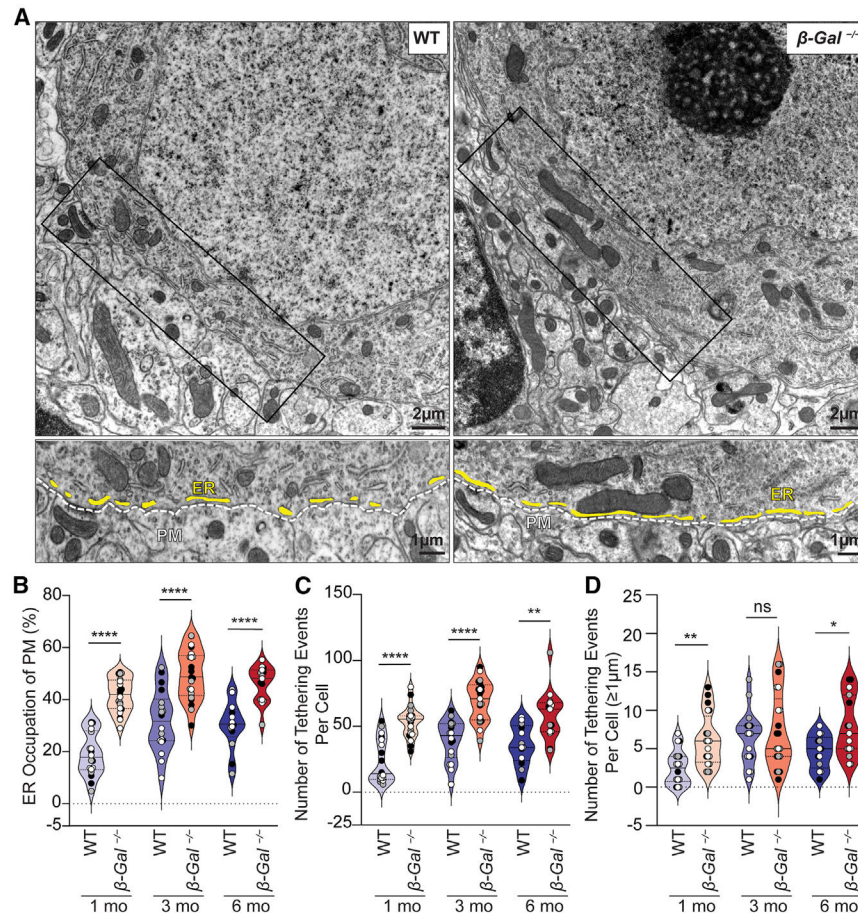 A
WT
β-Gal −/−
2μm
2μm
ER
PM
1μm
ER
PM
1μm
B
ER Occupation of PM (%)
80
60
40
20
0
-5
****
****
****
WT
β-Gal −/−
WT
β-Gal −/−
WT
β-Gal −/−
1 mo
3 mo
6 mo
C
Number of Tethering Events
Per Cell
150
100
50
0
-25
****
****
**
WT
β-Gal −/−
WT
β-Gal −/−
WT
β-Gal −/−
1 mo
3 mo
6 mo
D
Number of Tethering Events
Per Cell (≥1μm)
25
20
15
10
5
0
-5
**
ns
*
WT
β-Gal −/−
WT
β-Gal −/−
WT
β-Gal −/−
1 mo
3 mo
6 mo